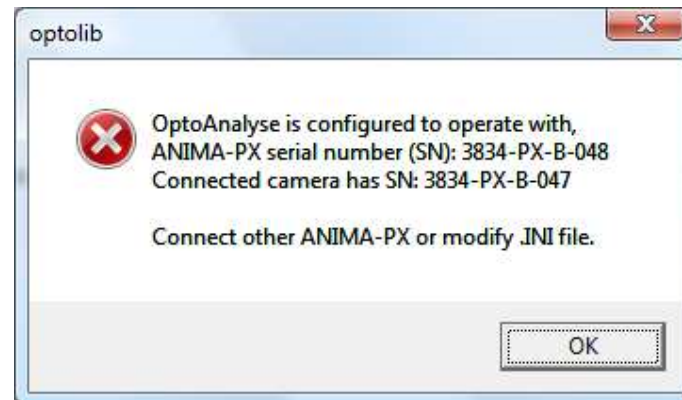 optolib
OptoAnalyse is configured to operate with,
ANIMA-PX serial number (SN): 3834-PX-B-048
Connected camera has SN: 3834-PX-B-047
Connect other ANIMA-PX or modify .INI file.
OK